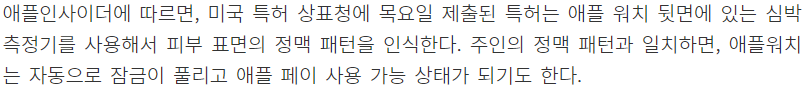 애플인사이더에 따르면, 미국 특허 상표청에 목요일 제출된 특허는 애플 워치 뒷면에 있는 심박
측정기를 사용해서 피부 표면의 정맥 패턴을 인식한다. 주인의 정맥 패턴과 일치하면, 애플워치
는 자동으로 잠금이 풀리고 애플 페이 사용 가능 상태가 되기도 한다.